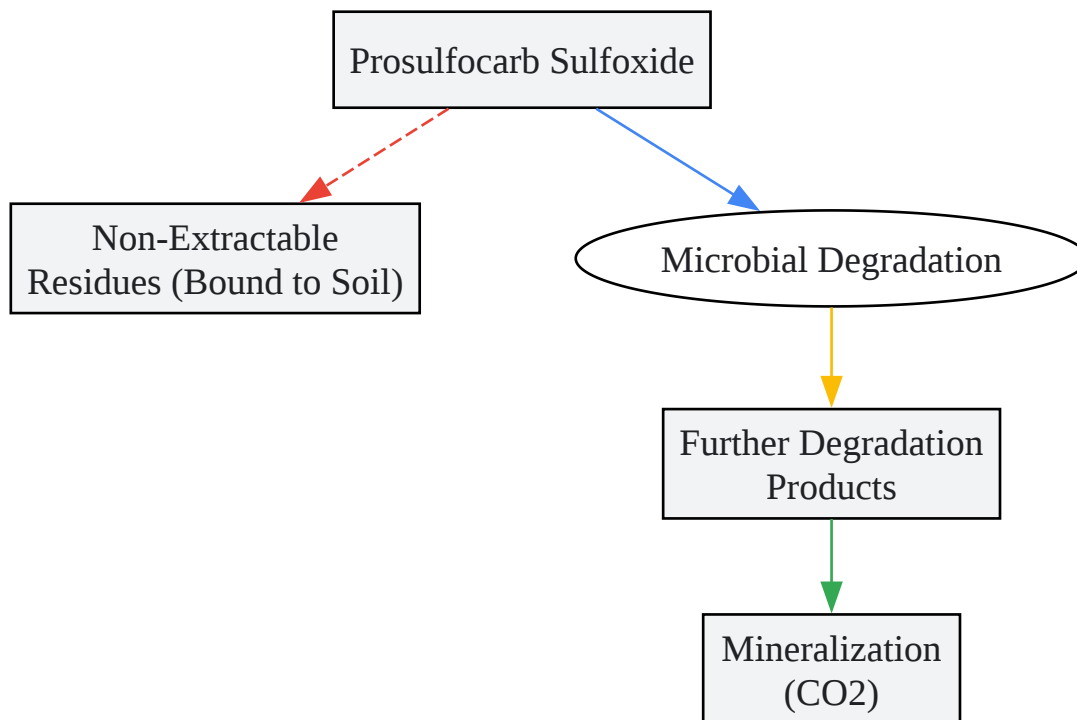 Prosulfocarb Sulfoxide
Non-Extractable
Residues (Bound to Soil)
Microbial Degradation
Further Degradation
Products
Mineralization
(CO2)